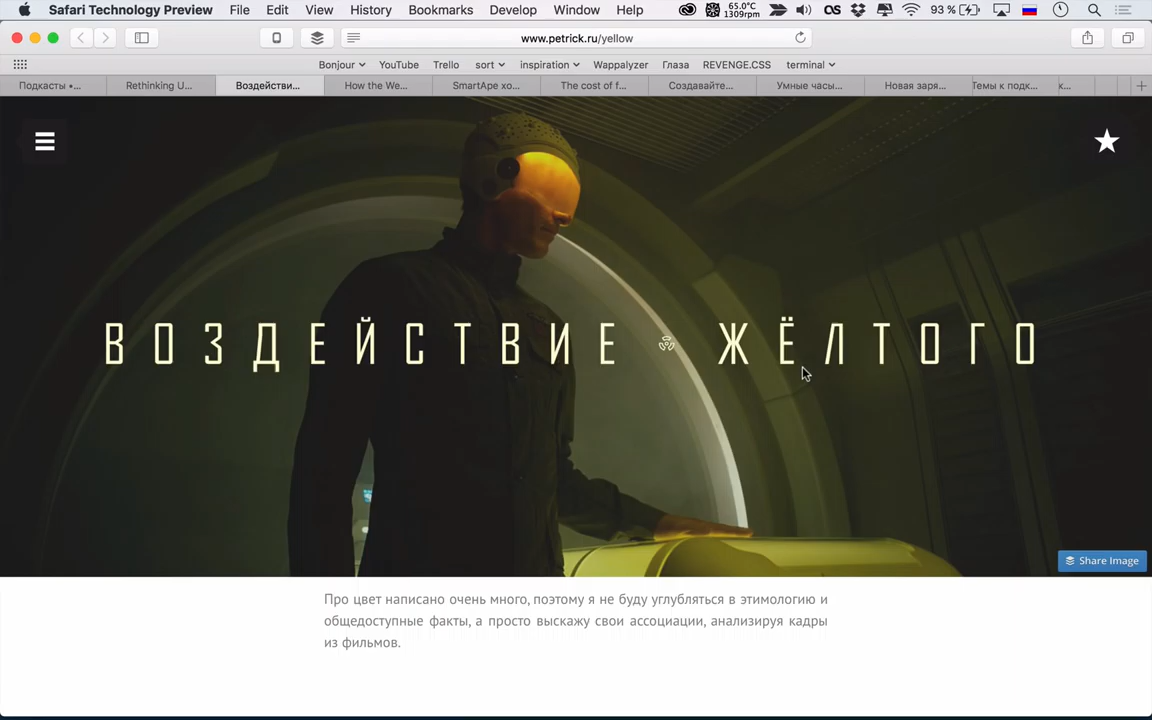 Safari Technology Preview File Edit View History Bookmarks Develop Window Help 65.0°C 1309rpm 93 %
www.petrick.ru/yellow
Bonjour YouTube Trello sort inspiration Wappalyzer Глаза REVENGE.CSS terminal
Подкасты •... Rethinking U... Воздействи... How the We... SmartApe хо... The cost of f... Создавайте... Умные часы... Новая заря... Темы к подк... к...
ВОЗДЕЙСТВИЕ ЖЁЛТОГО
Share Image
Про цвет написано очень много, поэтому я не буду углубляться в этимологию и
общедоступные факты, а просто выскажу свои ассоциации, анализируя кадры
из фильмов.